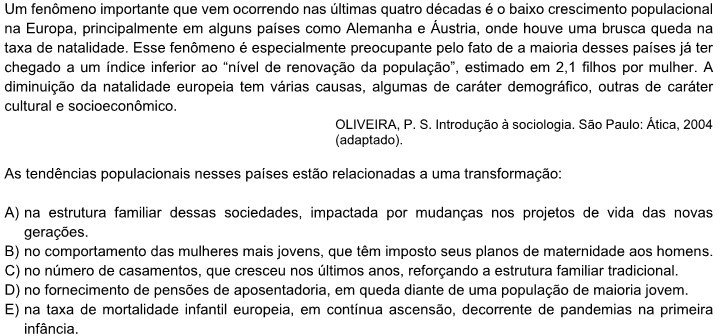 Um fenômeno importante que vem ocorrendo nas últimas quatro décadas é o baixo crescimento populacional
na Europa, principalmente em alguns países como Alemanha e Áustria, onde houve uma brusca queda na
taxa de natalidade. Esse fenômeno é especialmente preocupante pelo fato de a maioria desses países já ter
chegado a um índice inferior ao “nível de renovação da população”, estimado em 2,1 filhos por mulher. A
diminuição da natalidade europeia tem várias causas, algumas de caráter demográfico, outras de caráter
cultural e socioeconômico.
OLIVEIRA, P. S. Introdução à sociologia. São Paulo: Ática, 2004
(adaptado).
As tendências populacionais nesses países estão relacionadas a uma transformação:
A) na estrutura familiar dessas sociedades, impactada por mudanças nos projetos de vida das novas
gerações.
B) no comportamento das mulheres mais jovens, que têm imposto seus planos de maternidade aos homens.
C) no número de casamentos, que cresceu nos últimos anos, reforçando a estrutura familiar tradicional.
D) no fornecimento de pensões de aposentadoria, em queda diante de uma população de maioria jovem.
E) na taxa de mortalidade infantil europeia, em contínua ascensão, decorrente de pandemias na primeira
infância.